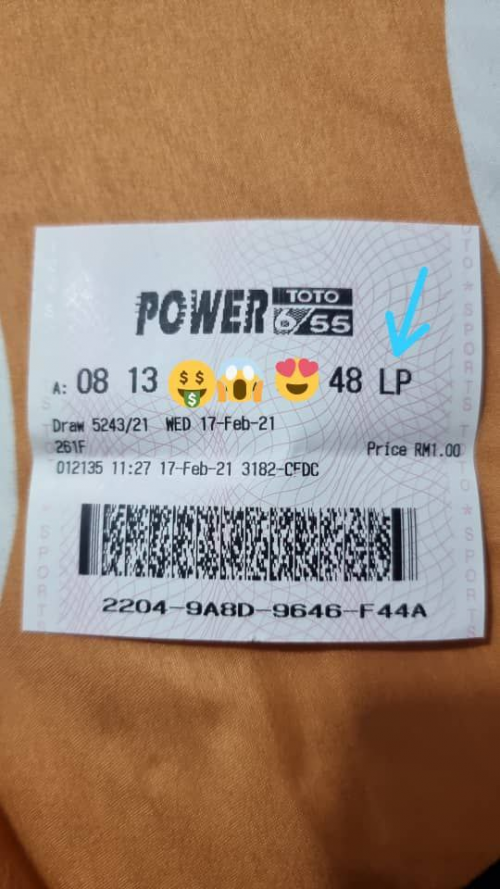 POWER TOTO 6/55
A: 08 13 48 LP
Draw 5243/21 WED 17-Feb-21
261F
Price RM1.00
012135 11:27 17-Feb-21 3182-CFDC
2204-9A8D-9646-F44A